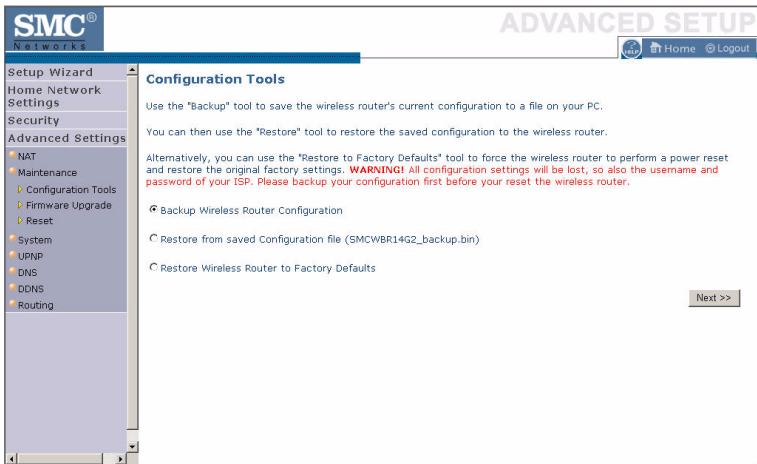 SMC®
Networks
ADVANCED SETUP
HELP Home Logout
Setup Wizard
Home Network
Settings
Security
Advanced Settings
NAT
Maintenance
Configuration Tools
Firmware Upgrade
Reset
System
UPNP
DNS
DDNS
Routing
Configuration Tools
Use the "Backup" tool to save the wireless router's current configuration to a file on your PC.
You can then use the "Restore" tool to restore the saved configuration to the wireless router.
Alternatively, you can use the "Restore to Factory Defaults" tool to force the wireless router to perform a power reset
and restore the original factory settings. WARNING! All configuration settings will be lost, so also the username and
password of your ISP. Please backup your configuration first before your reset the wireless router.
Backup Wireless Router Configuration
Restore from saved Configuration file (SMCWBR14G2_backup.bin)
Restore Wireless Router to Factory Defaults
Next >>